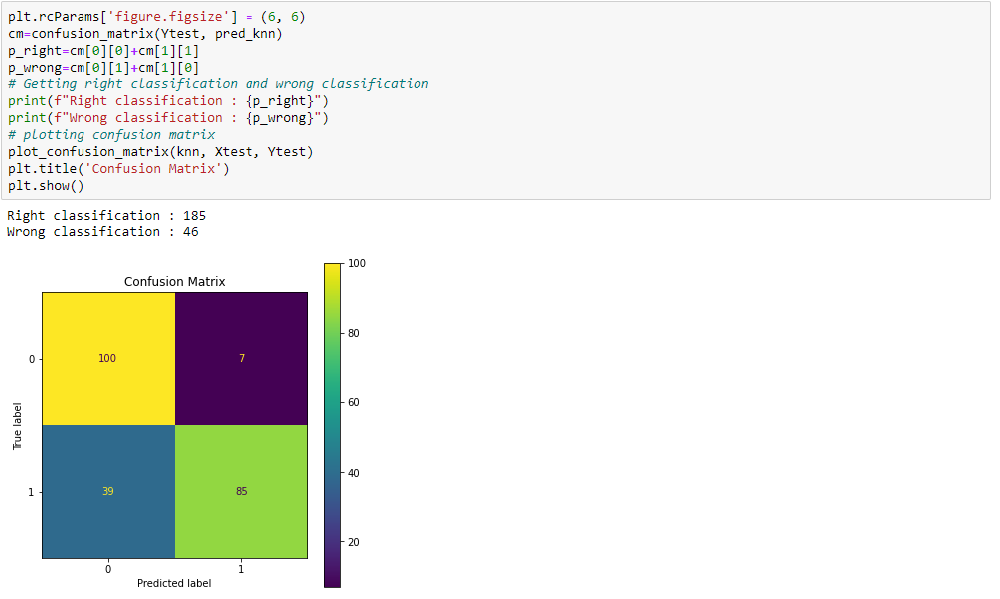 plt.rcParams['figure.figsize'] = (6, 6)
cm=confusion_matrix(Ytest, pred_knn)
p_right=cm[0][0]+cm[1][1]
p_wrong=cm[0][1]+cm[1][0]
# Getting right classification and wrong classification
print(f"Right classification : {p_right}")
print(f"Wrong classification : {p_wrong}")
# plotting confusion matrix
plot_confusion_matrix(knn, Xtest, Ytest)
plt.title('Confusion Matrix')
plt.show()
Right classification : 185
Wrong classification : 46
Confusion Matrix
100
80
60
40
20
0
100
7
True label
1
39
85
0
1
Predicted label